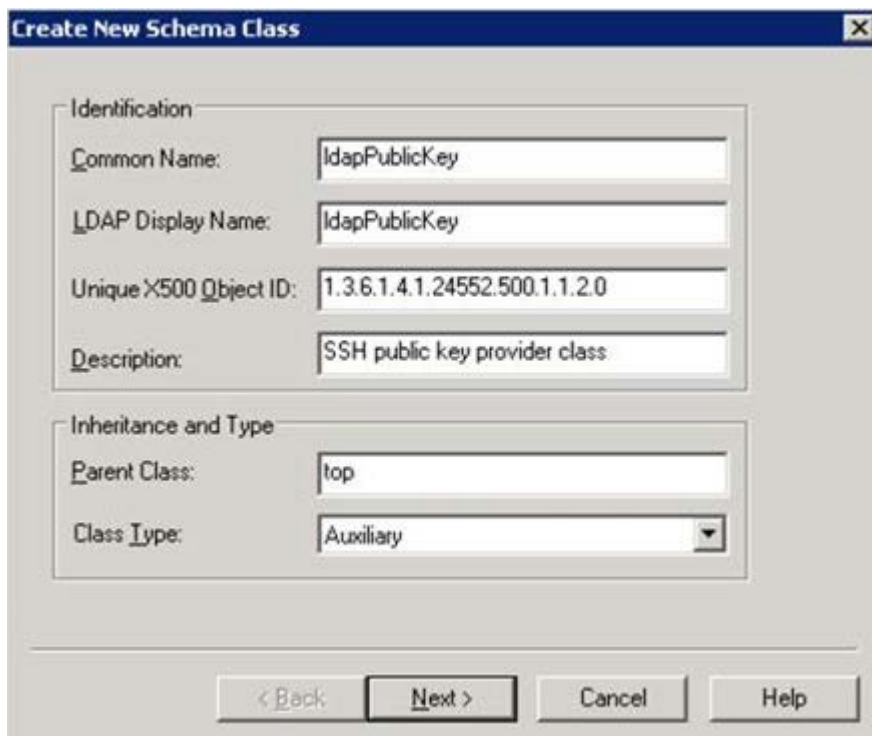 Create New Schema Class
Identification
Common Name:
ldapPublicKey
LDAP Display Name:
ldapPublicKey
Unique X500 Object ID:
1.3.6.1.4.1.24552.500.1.1.2.0
Description:
SSH public key provider class
Inheritance and Type
Parent Class:
top
Class Type:
Auxiliary
< Back
Next >
Cancel
Help